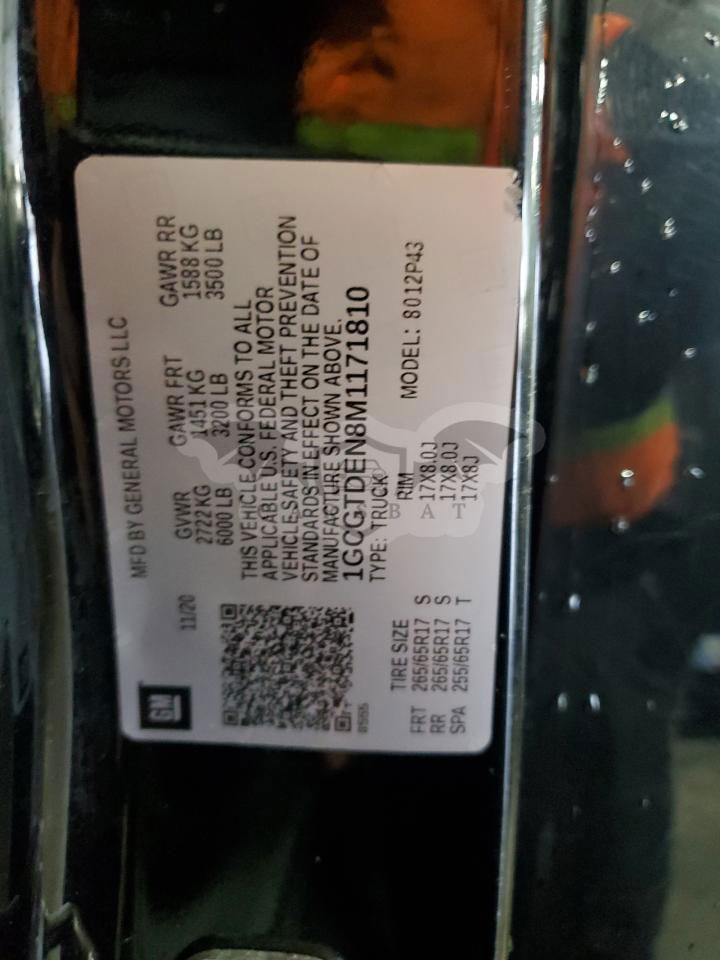 GM
MFD BY GENERAL MOTORS LLC
11/20
GVWR GAWR FRT GAWR RR
2722 KG 1451 KG 1588 KG
6000 LB 3200 LB 3500 LB
THIS VEHICLE CONFORMS TO ALL
APPLICABLE U.S. FEDERAL MOTOR
VEHICLE SAFETY AND THEFT PREVENTION
STANDARDS IN EFFECT ON THE DATE OF
MANUFACTURE SHOWN ABOVE.
1GCGTDEN8M1171810
TYPE: TRUCK MODEL: 8012P43
TIRE SIZE RIM
FRT 265/65R17 S 17X8.0J
RR 265/65R17 S 17X8.0J
SPA 255/65R17 T 17X8J